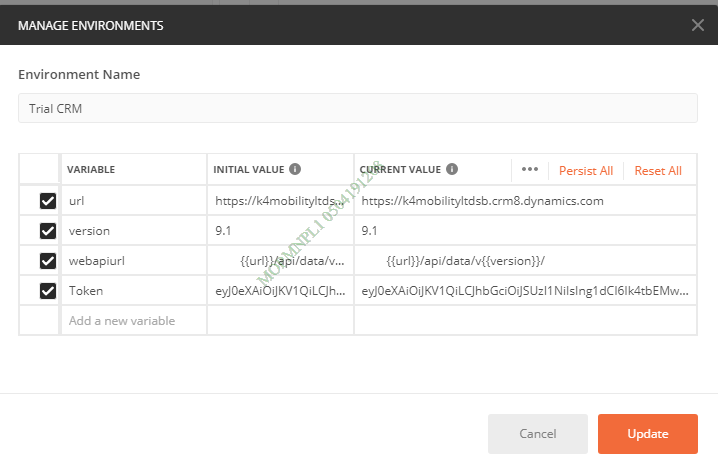 MANAGE ENVIRONMENTS
Environment Name
Trial CRM
VARIABLE INITIAL VALUE CURRENT VALUE ••• Persist All Reset All
url https://k4mobilityltds... https://k4mobilityltdsb.crm8.dynamics.com
version 9.1 9.1
webapiurl {{url}}/api/data/v... {{url}}/api/data/v{{version}}/
Token eyJ0eXAiOiJKV1QiLCJh... eyJ0eXAiOiJKV1QiLCJhbGciOiJSUzI1NiIsIng1dCI6Ik4tbEMw...
Add a new variable
Cancel Update